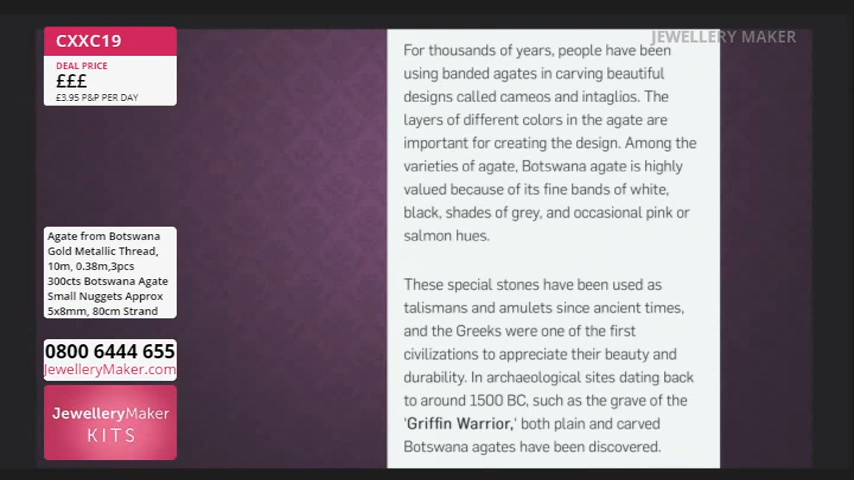 CXXC19
DEAL PRICE
£££
£3.95 P&P PER DAY
Agate from Botswana
Gold Metallic Thread,
10m, 0.38m,3pcs
300cts Botswana Agate
Small Nuggets Approx
5x8mm, 80cm Strand
0800 6444 655
JewelleryMaker.com
JewelleryMaker
KITS
JEWELLERY MAKER
For thousands of years, people have been
using banded agates in carving beautiful
designs called cameos and intaglios. The
layers of different colors in the agate are
important for creating the design. Among the
varieties of agate, Botswana agate is highly
valued because of its fine bands of white,
black, shades of grey, and occasional pink or
salmon hues.
These special stones have been used as
talismans and amulets since ancient times,
and the Greeks were one of the first
civilizations to appreciate their beauty and
durability. In archaeological sites dating back
to around 1500 BC, such as the grave of the
'Griffin Warrior,' both plain and carved
Botswana agates have been discovered.